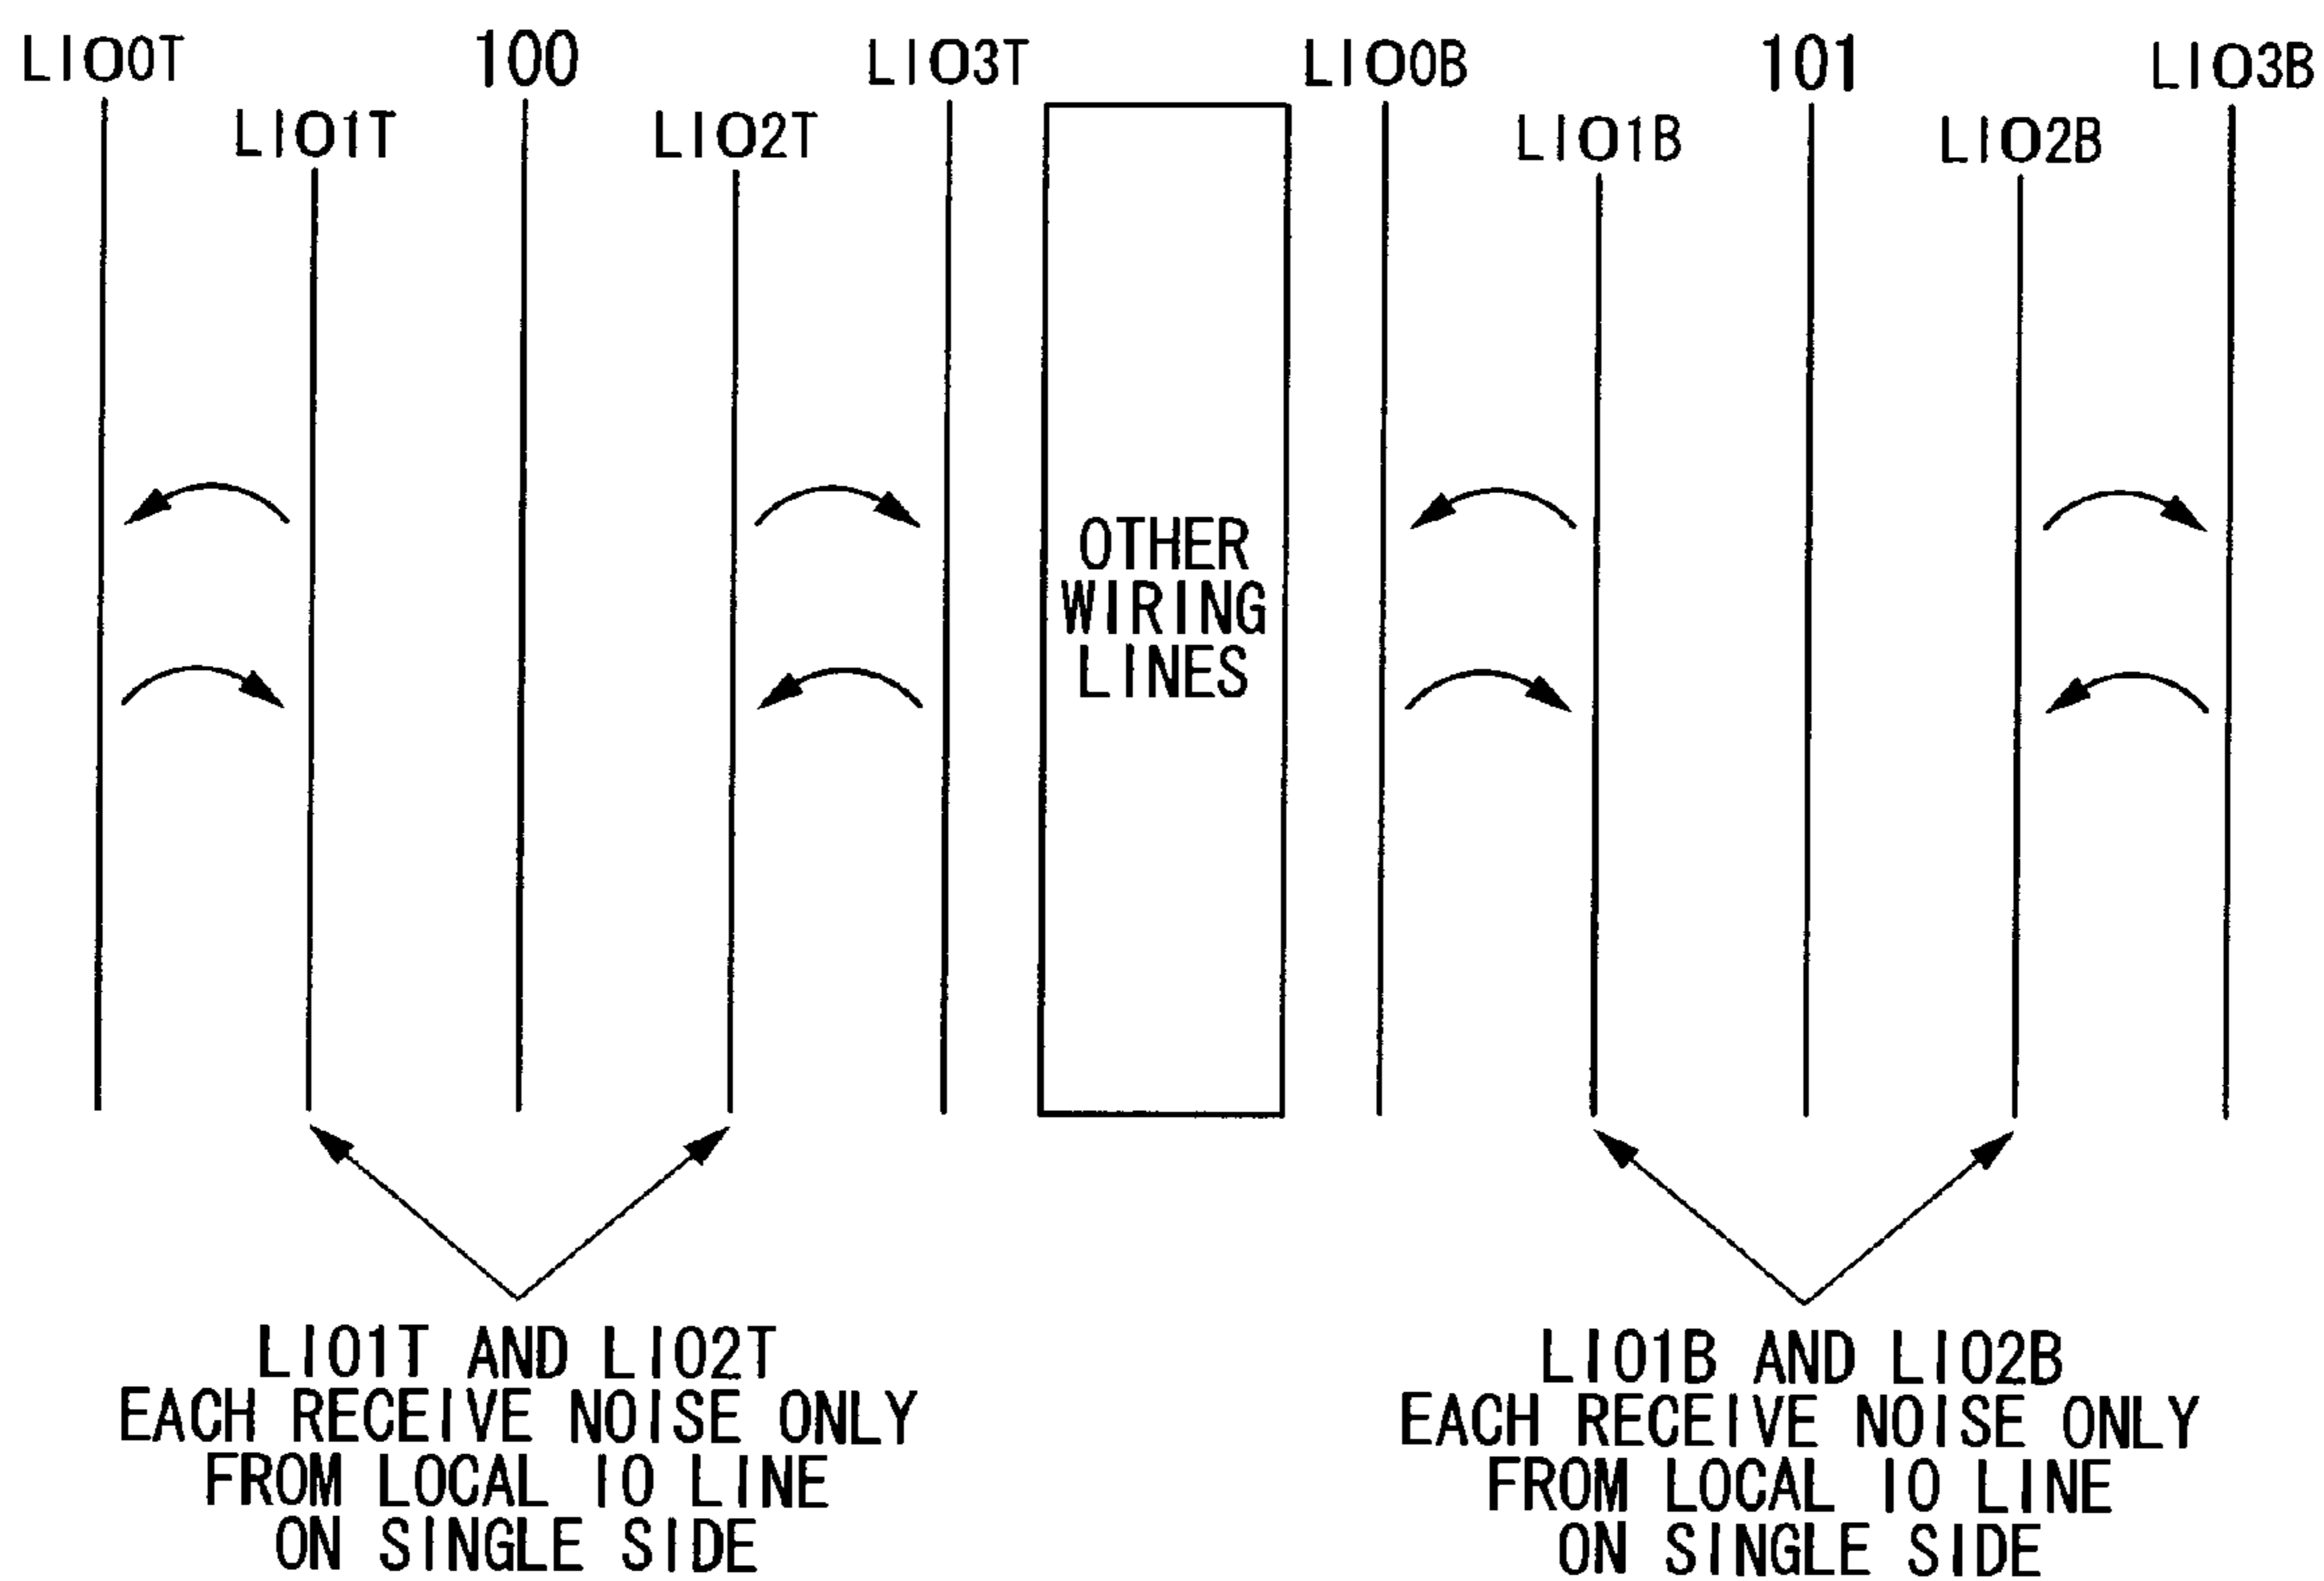 LIO0T
100
LIO3T
LIO0B
101
LIO3B
LIO1T
LIO2T
LIO1B
LIO2B
OTHER
WIRING
LINES
LIO1T AND LIO2T
EACH RECEIVE NOISE ONLY
FROM LOCAL IO LINE
ON SINGLE SIDE
LIO1B AND LIO2B
EACH RECEIVE NOISE ONLY
FROM LOCAL IO LINE
ON SINGLE SIDE